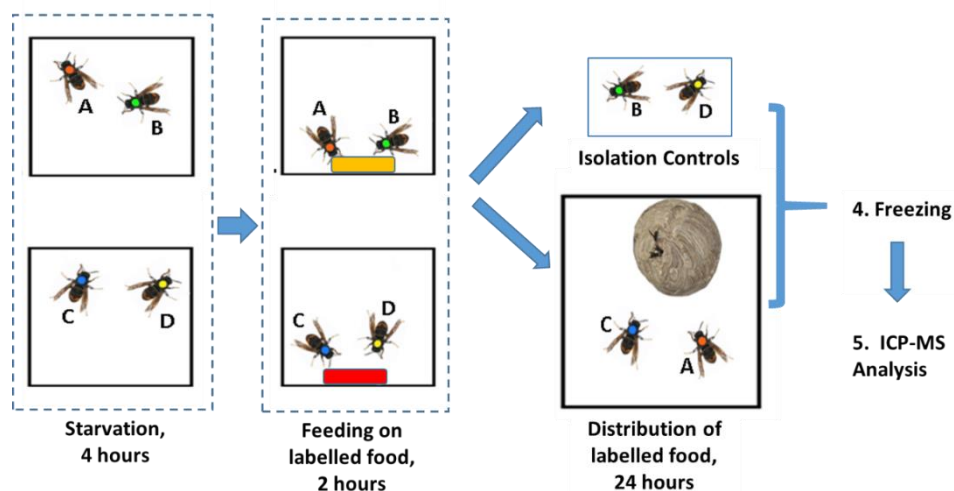 A
B
C
D
Starvation,
4 hours
A
B
C
D
Feeding on
labelled food,
2 hours
B
D
Isolation Controls
C
A
Distribution of
labelled food,
24 hours
4. Freezing
5. ICP-MS
Analysis